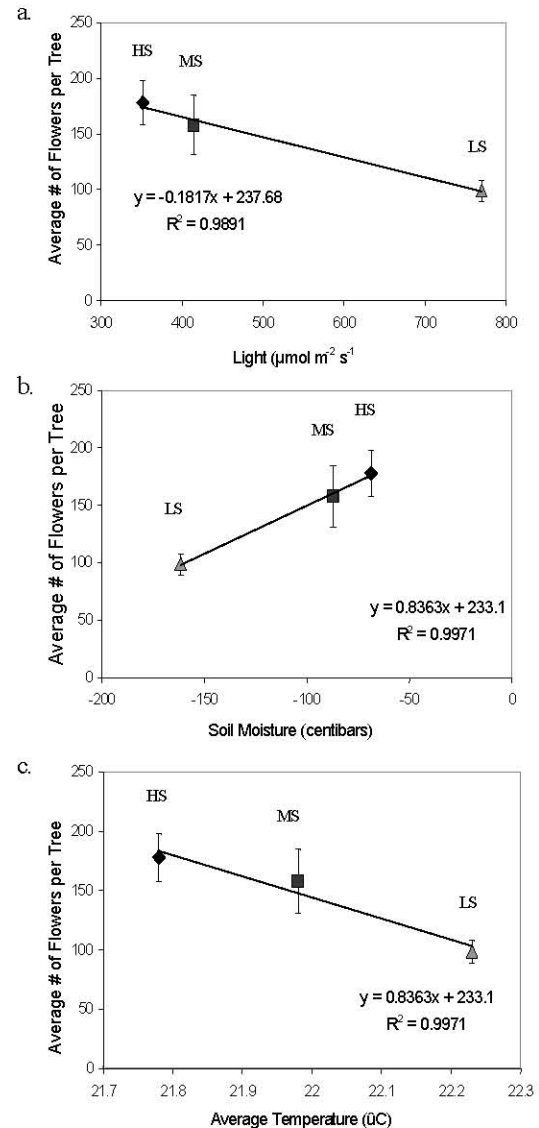 a.
HS
MS
LS
Average # of Flowers per Tree
250
200
150
100
50
0
y = -0.1817x + 237.68
R² = 0.9891
300 400 500 600 700 800
Light (µmol m⁻² s⁻¹
b.
HS
MS
LS
Average # of Flowers per Tree
250
200
150
100
50
0
y = 0.8363x + 233.1
R² = 0.9971
-200 -150 -100 -50 0
Soil Moisture (centibars)
c.
HS
MS
LS
Average # of Flowers per Tree
250
200
150
100
50
0
y = 0.8363x + 233.1
R² = 0.9971
21.7 21.8 21.9 22 22.1 22.2 22.3
Average Temperature (ûC)